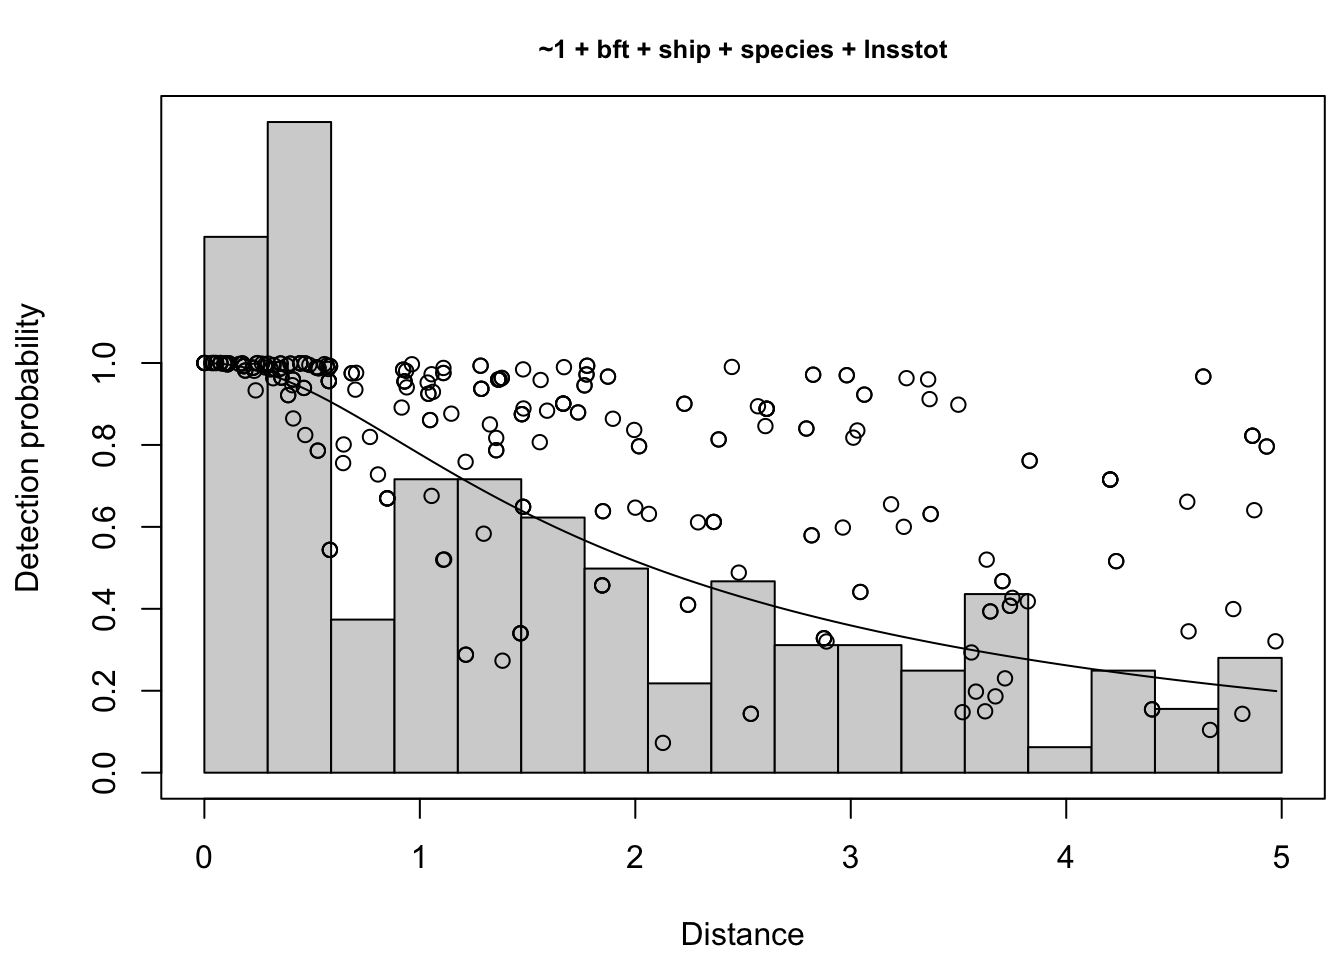 ~1 + bft + ship + species + lnsstot
Detection probability
1.0
0.8
0.6
0.4
0.2
0.0
0 1 2 3 4 5
Distance